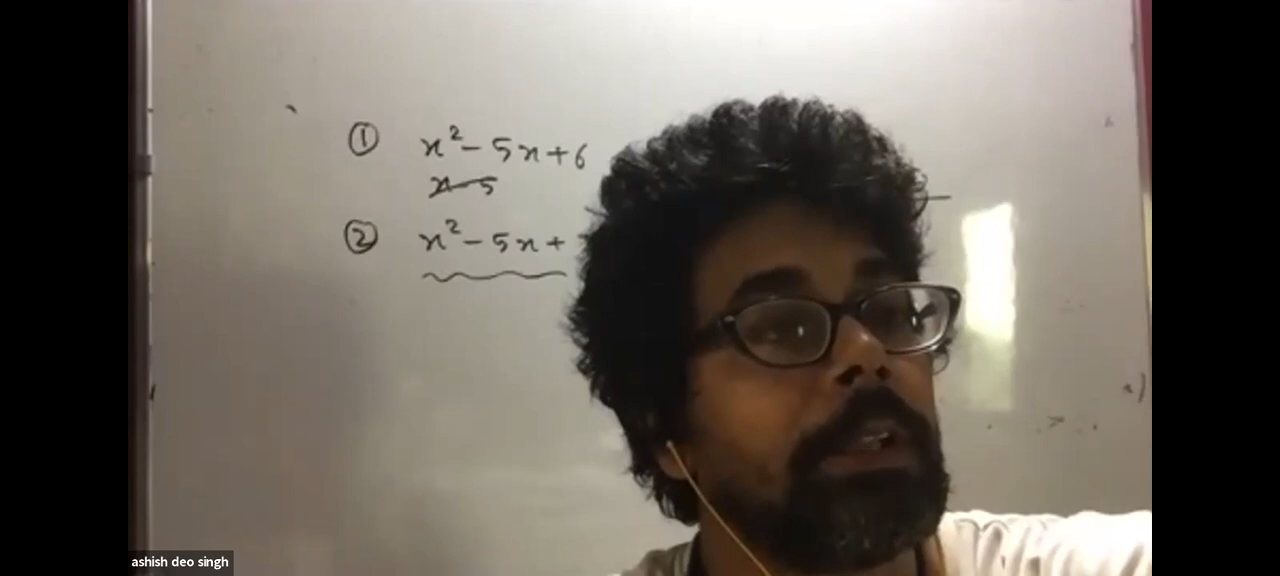 ① x² - 5x + 6
x - 5
② x² - 5x +
ashish deo singh